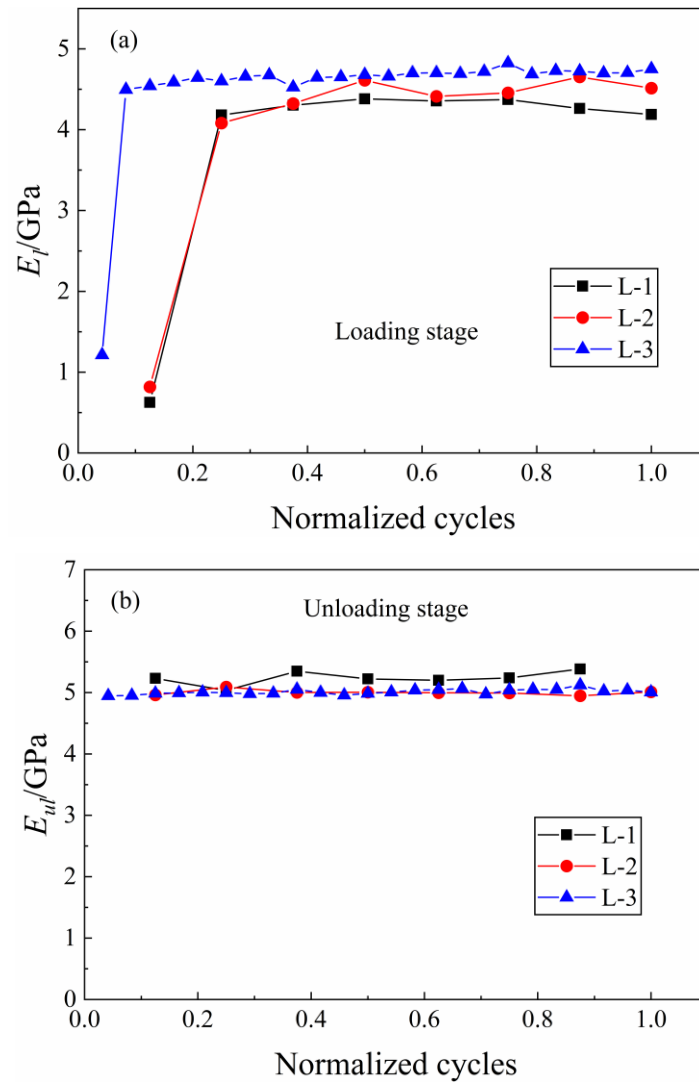 (a)
5
4
3
2
1
0
E_l/GPa
L-1
L-2
L-3
Loading stage
0.0 0.2 0.4 0.6 0.8 1.0
Normalized cycles
7
(b)
Unloading stage
6
5
4
3
2
1
0
E_ul/GPa
L-1
L-2
L-3
0.0 0.2 0.4 0.6 0.8 1.0
Normalized cycles